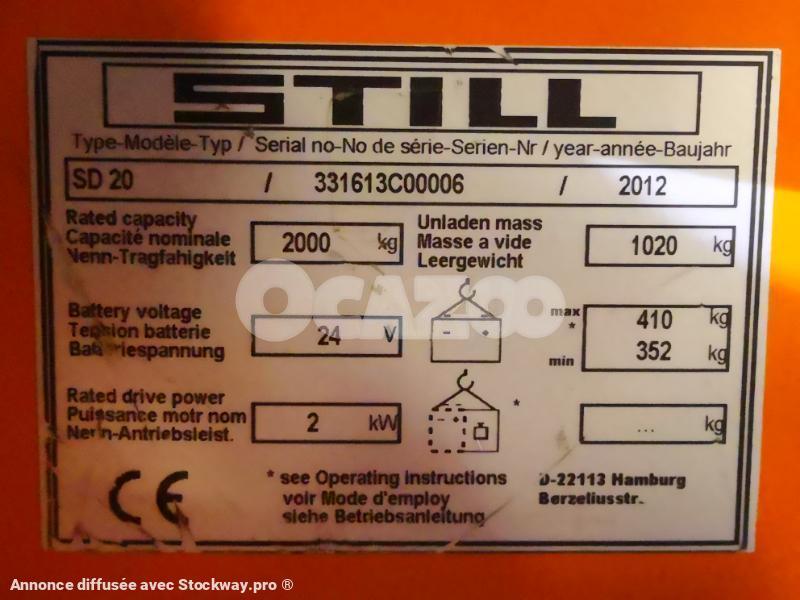 STILL
Type-Modèle-Typ / Serial no-No de série-Serien-Nr / year-année-Baujahr
SD 20 / 331613C00006 / 2012
Rated capacity
Capacité nominale
Nenn-Tragfahigkeit
2000 kg
Unladen mass
Masse a vide
Leergewicht
1020 kg
Battery voltage
Tension batterie
Batteriespannung
24 V
max 410 kg
*
min 352 kg
Rated drive power
Puissance motr nom
Nenn-Antriebsleist.
2 kW
*
... kg
CE
* see Operating instructions
voir Mode d'employ
siehe Betriebsanleitung
D-22113 Hamburg
Berzeliusstr.
OCAZOO
Annonce diffusée avec Stockway.pro ®